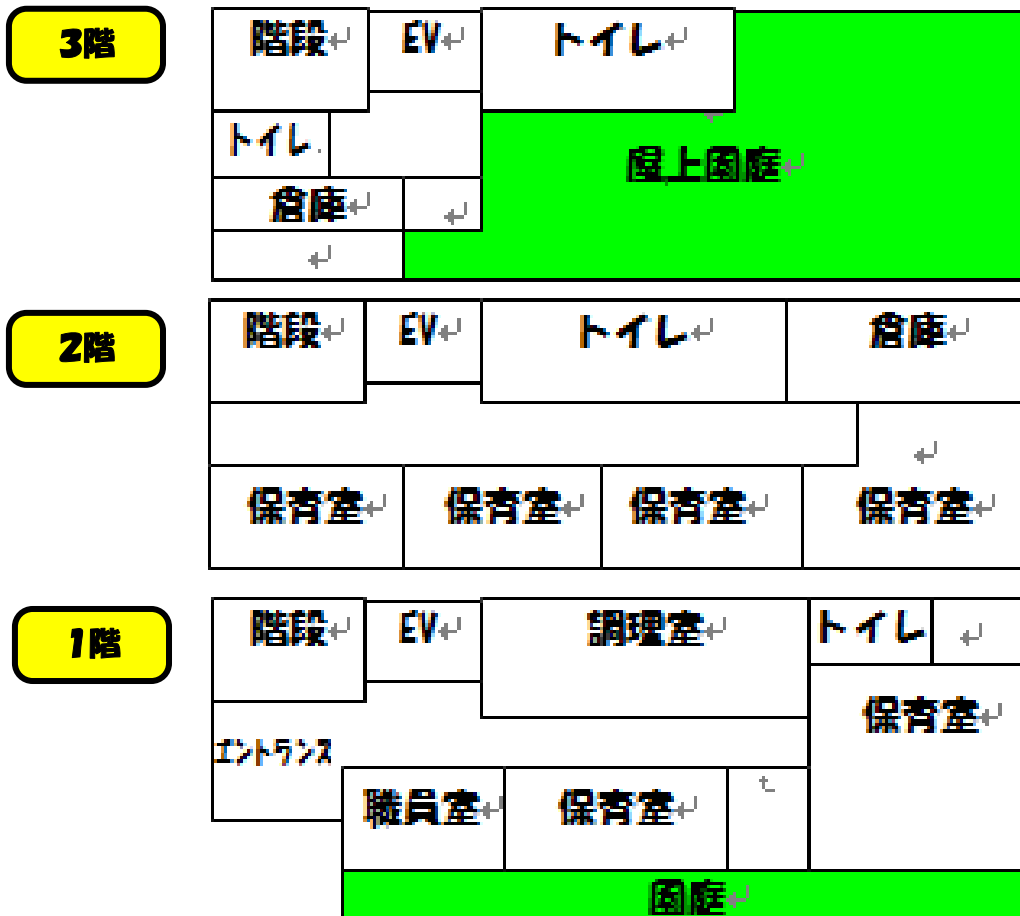 3階
階段 EV トイレ
トイレ
屋上園庭
倉庫
2階
階段 EV トイレ 倉庫
保育室 保育室 保育室 保育室
1階
階段 EV 調理室 トイレ
保育室
エントランス
職員室 保育室
園庭